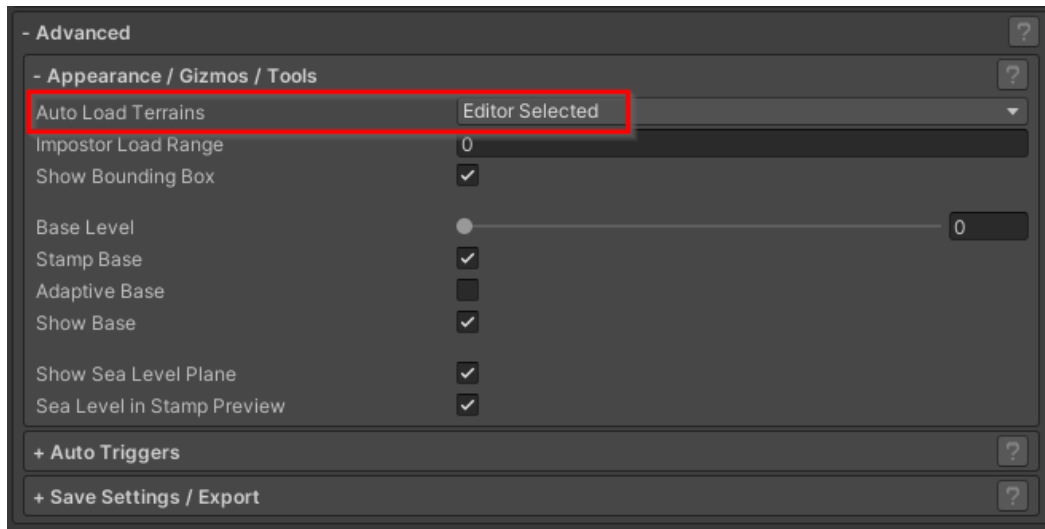 - Advanced ?
- Appearance / Gizmos / Tools ?
Auto Load Terrains Editor Selected
Impostor Load Range 0
Show Bounding Box
Base Level 0
Stamp Base
Adaptive Base
Show Base
Show Sea Level Plane
Sea Level in Stamp Preview
+ Auto Triggers ?
+ Save Settings / Export ?